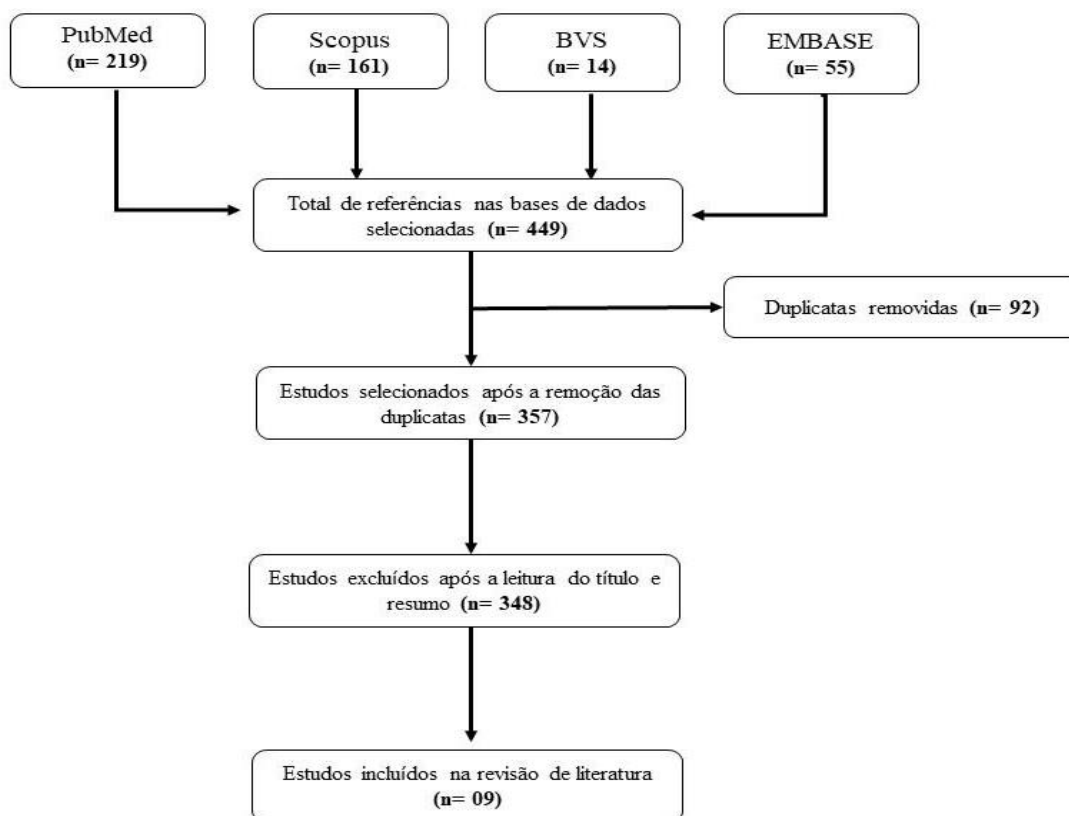 PubMed
(n= 219)
Scopus
(n= 161)
BVS
(n= 14)
EMBASE
(n= 55)
Total de referências nas bases de dados
selecionadas (n= 449)
Duplicatas removidas (n= 92)
Estudos selecionados após a remoção das
duplicatas (n= 357)
Estudos excluídos após a leitura do título e
resumo (n= 348)
Estudos incluídos na revisão de literatura
(n= 09)